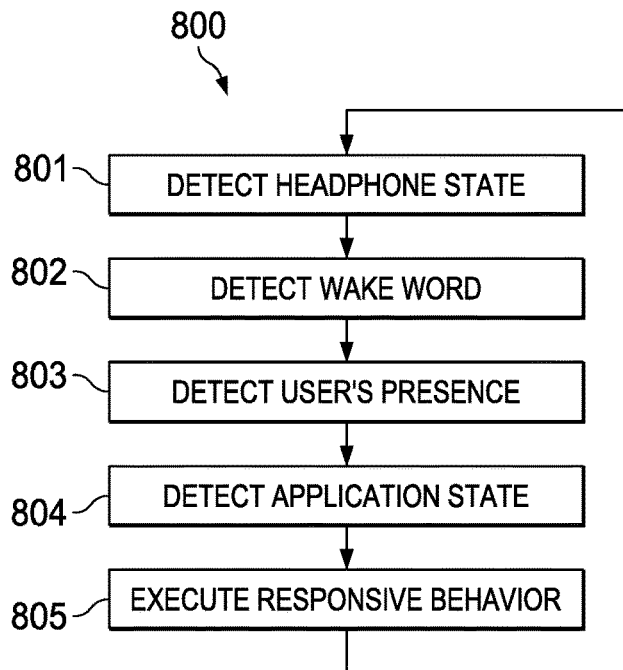 800
801 DETECT HEADPHONE STATE
802 DETECT WAKE WORD
803 DETECT USER'S PRESENCE
804 DETECT APPLICATION STATE
805 EXECUTE RESPONSIVE BEHAVIOR